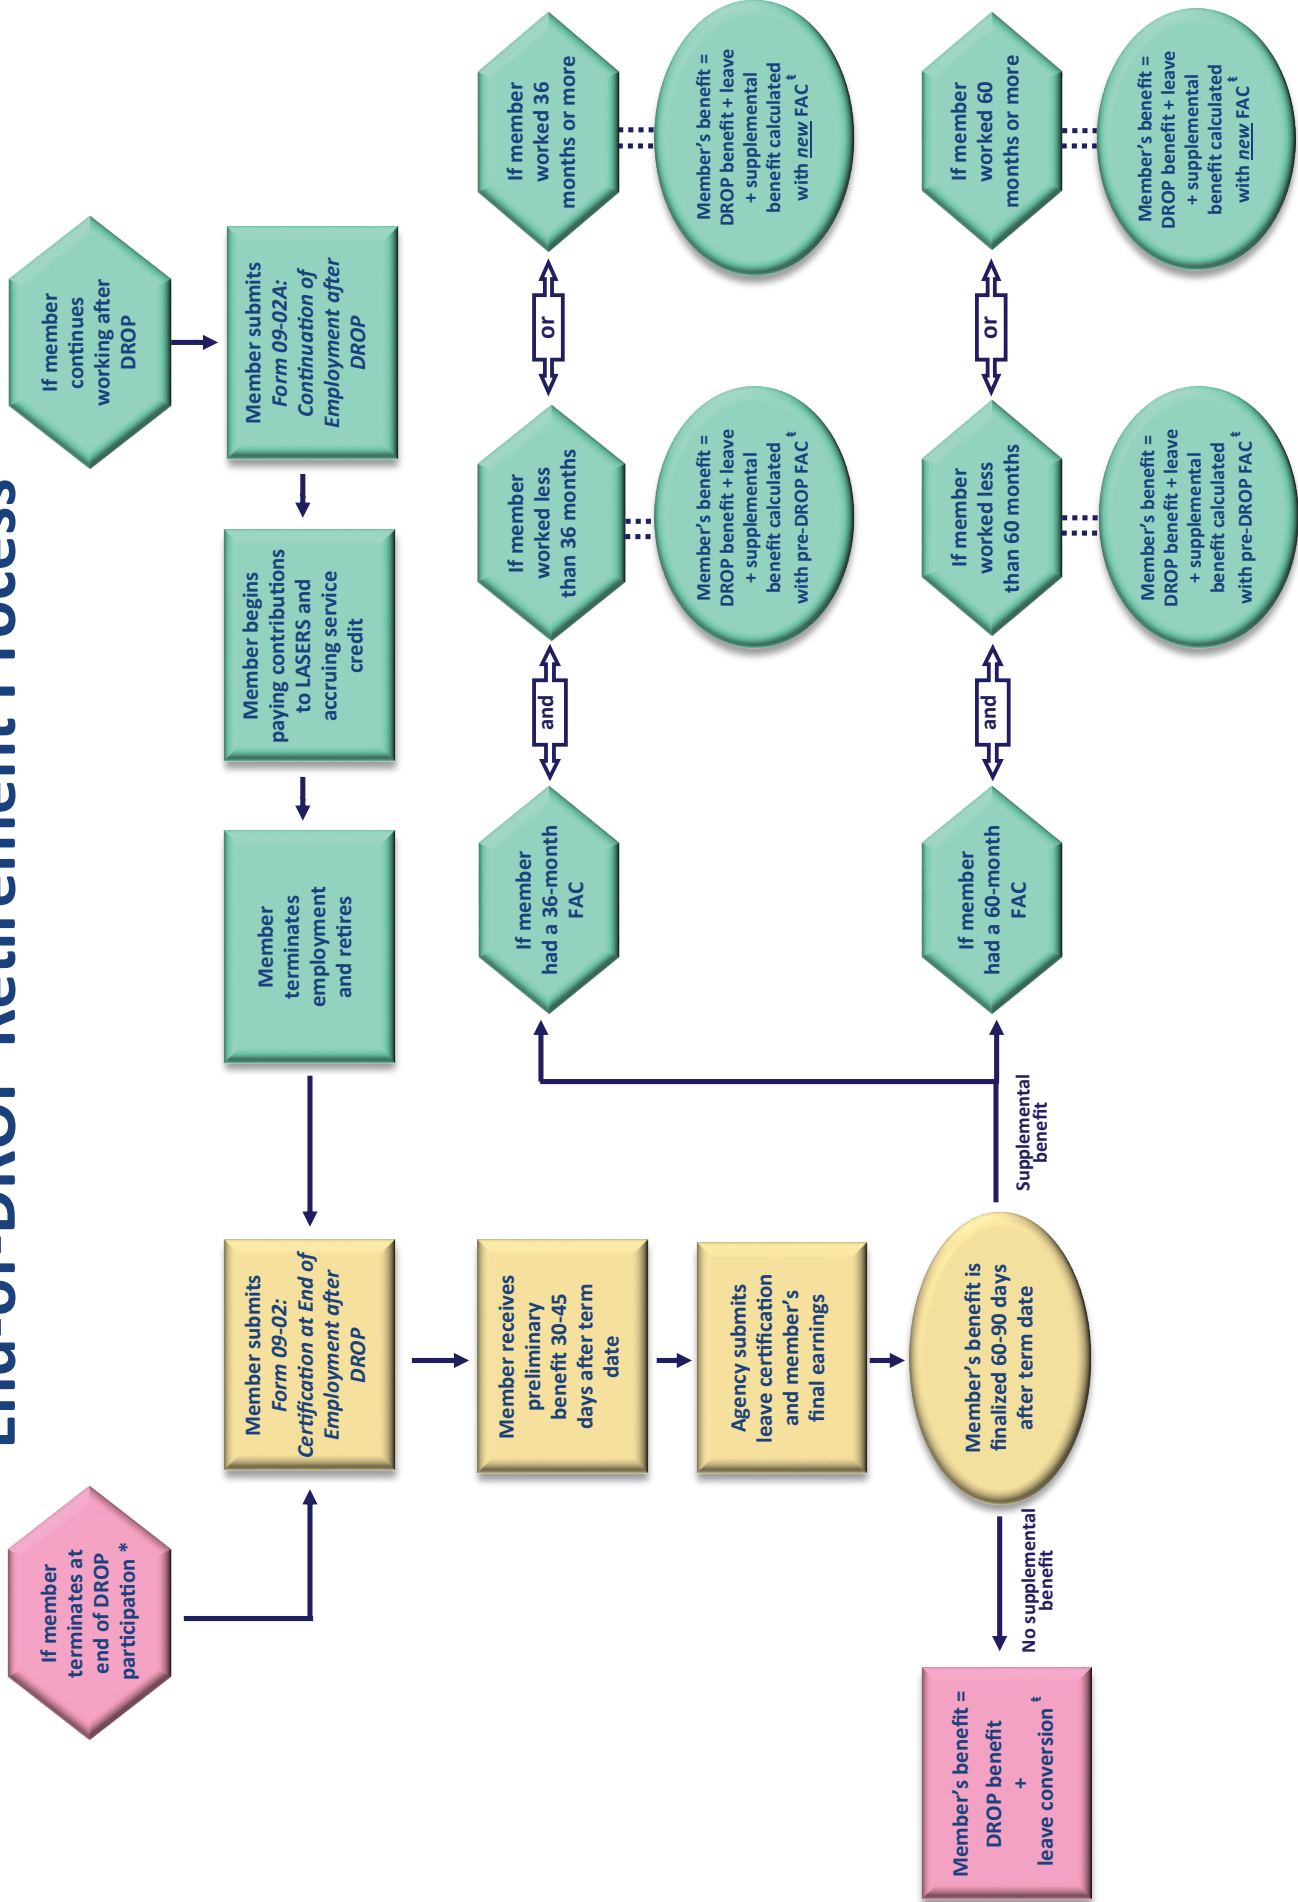 End-of-DROP Retirement Process
If member
terminates at
end of DROP
participation *
If member
continues
working after
DROP
Member submits
Form 09-02:
Certification at End of
Employment after
DROP
Member
terminates
employment
and retires
Member begins
paying contributions
to LASERS and
accruing service
credit
Member submits
Form 09-02A:
Continuation of
Employment after
DROP
Member receives
preliminary
benefit 30-45
days after term
date
Agency submits
leave certification
and member's
final earnings
Member's benefit is
finalized 60-90 days
after term date
No supplemental
benefit
Supplemental
benefit
Member's benefit =
DROP benefit
+
leave conversion ŧ
If member
had a 36-month
FAC
and
If member
worked less
than 36 months
or
If member
worked 36
months or more
Member's benefit =
DROP benefit + leave
+ supplemental
benefit calculated
with pre-DROP FAC ŧ
Member's benefit =
DROP benefit + leave
+ supplemental
benefit calculated
with new FAC ŧ
If member
had a 60-month
FAC
and
If member
worked less
than 60 months
or
If member
worked 60
months or more
Member's benefit =
DROP benefit + leave
+ supplemental
benefit calculated
with pre-DROP FAC ŧ
Member's benefit =
DROP benefit + leave
+ supplemental
benefit calculated
with new FAC ŧ